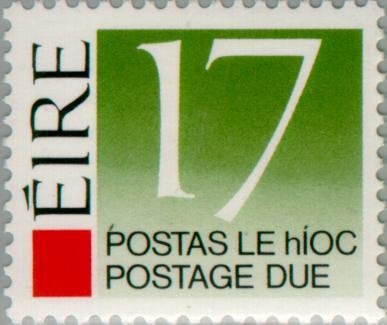 ÉIRE
17
POSTAS LE hÍOC
POSTAGE DUE